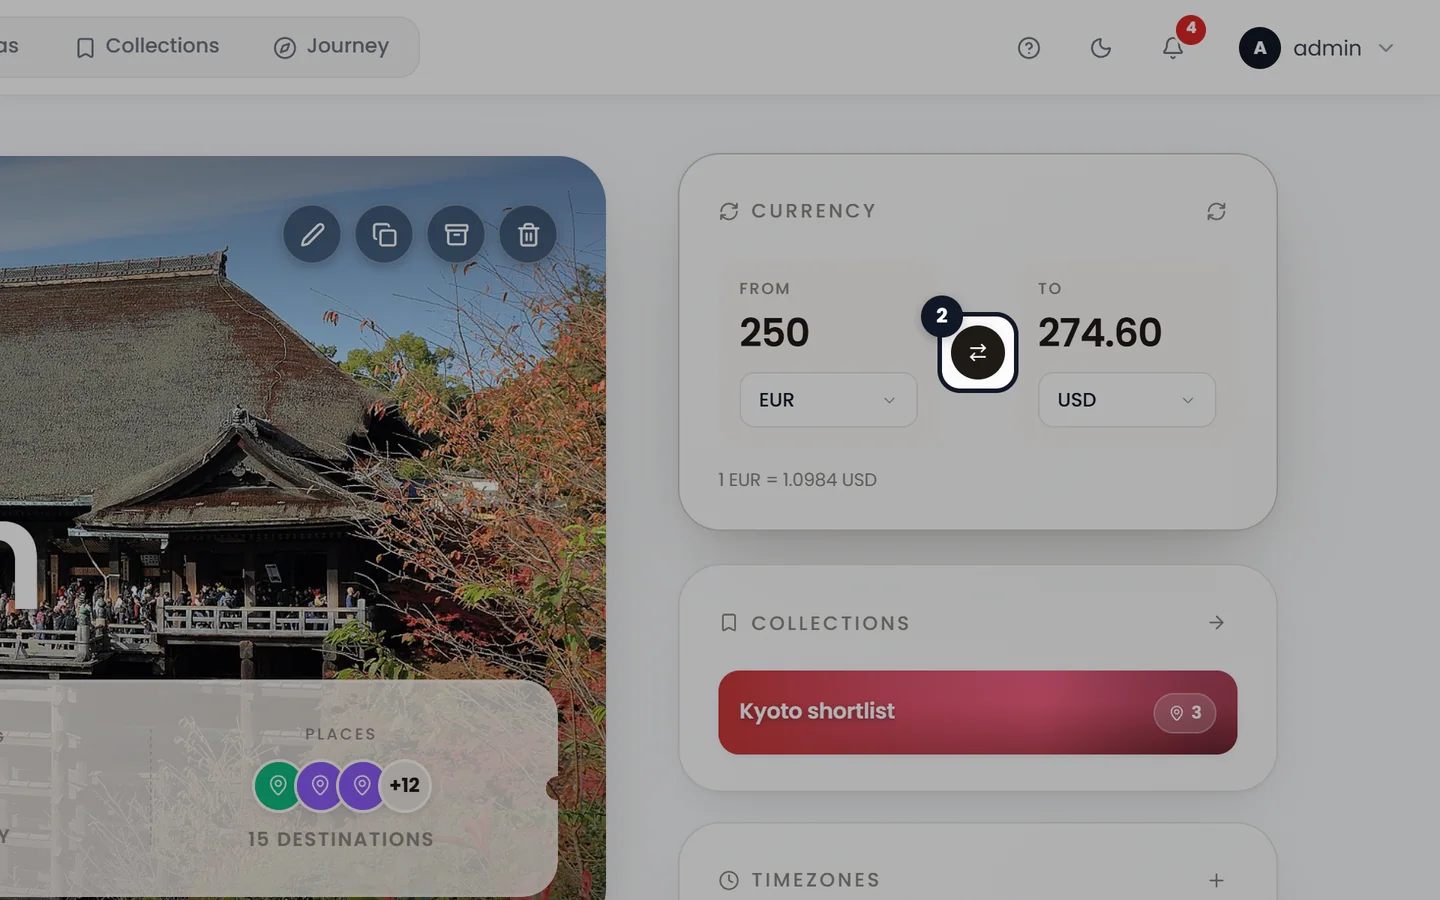 Collections
Journey
4
A
admin
CURRENCY
FROM
250
EUR
2
TO
274.60
USD
1 EUR = 1.0984 USD
COLLECTIONS
Kyoto shortlist
3
PLACES
+12
15 DESTINATIONS
TIMEZONES